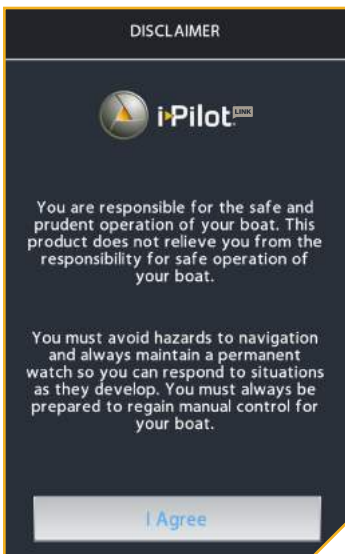 DISCLAIMER
i-Pilot LINK
You are responsible for the safe and
prudent operation of your boat. This
product does not relieve you from the
responsibility for safe operation of
your boat.
You must avoid hazards to navigation
and always maintain a permanent
watch so you can respond to situations
as they develop. You must always be
prepared to regain manual control for
your boat.
I Agree